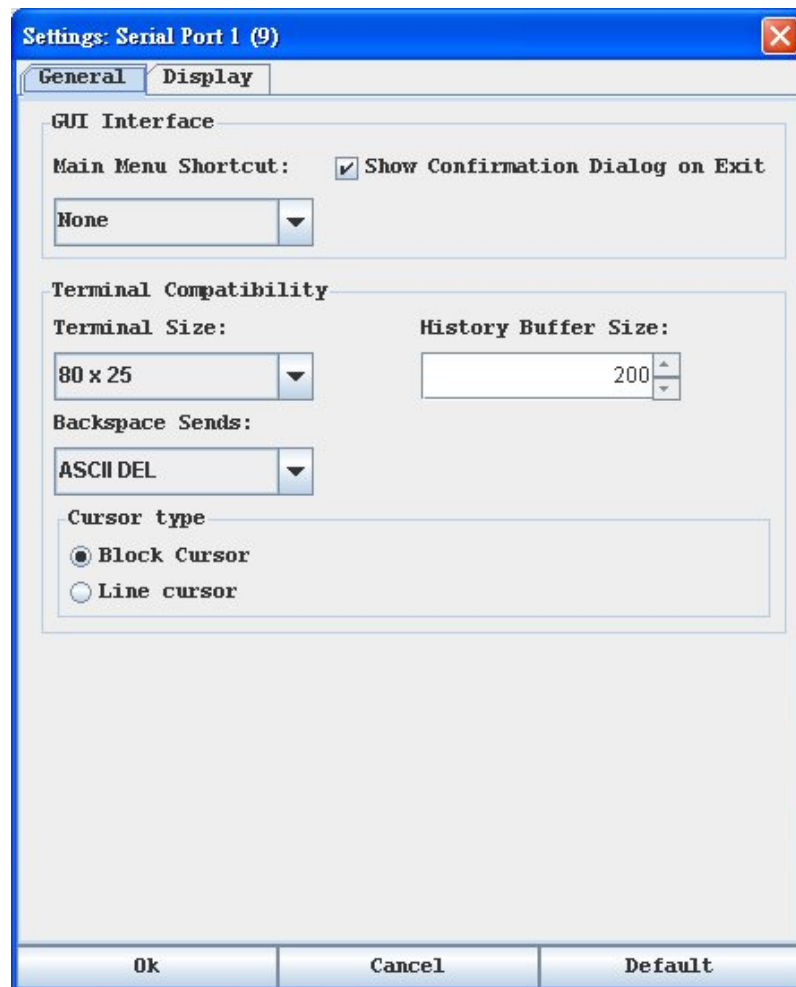 Settings: Serial Port 1 (9)
General Display
GUI Interface
Main Menu Shortcut: Show Confirmation Dialog on Exit
None
Terminal Compatibility
Terminal Size: History Buffer Size:
80 x 25 200
Backspace Sends:
ASCII DEL
Cursor type
Block Cursor
Line cursor
Ok Cancel Default